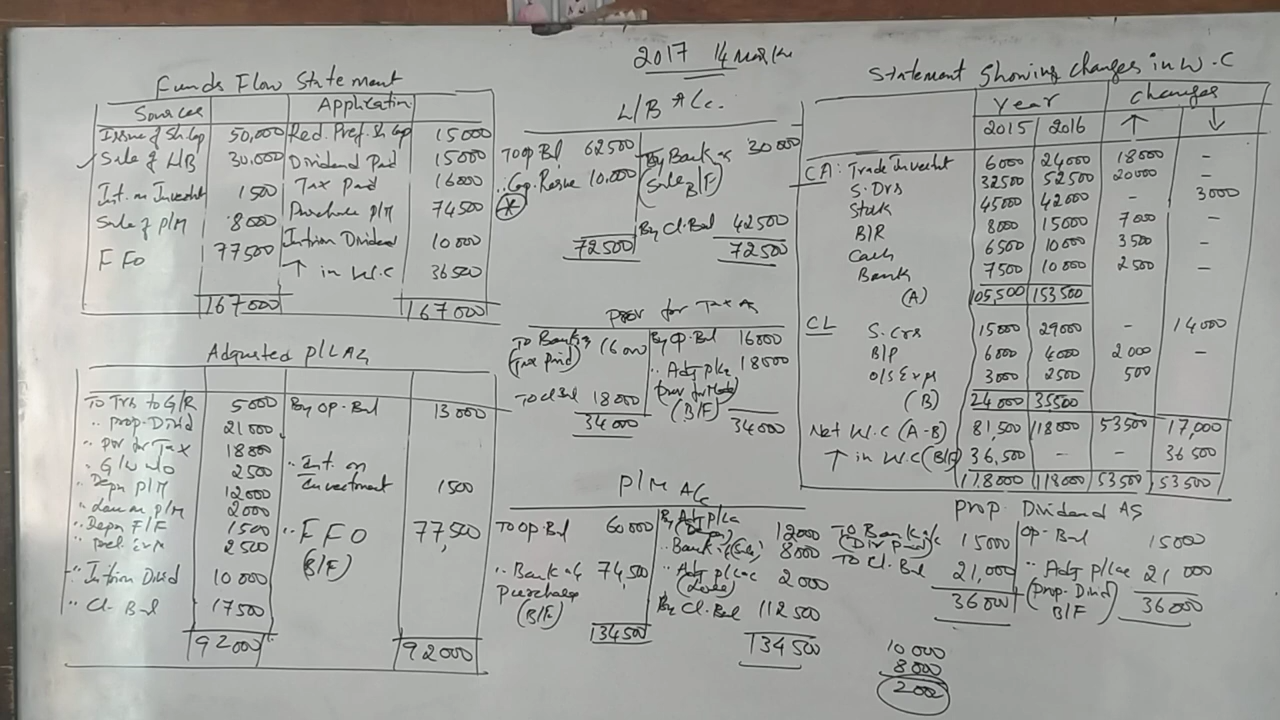 2017 14 Marks
Funds Flow Statement
Sources Application
Issue of Sh Cap 50,000 Red. Pref. Sh Cap 15000
Sale of L/B 30,000 Dividend Paid 15000
Int. on Investt 1500 Tax Paid 16000
Sale of P/M 8000 Purchase P/M 74500
FFO 77500 Intrim Dividend 10000
↑ in W.C 36500
167000 167000
Adjusted P/L A/c
To Trs to G/R 5000 By Op. Bal 13000
" Prop. Divid 21000
" Pov for Tax 18000
" G/W W/O 2500 " Int. on Investment 1500
" Depn P/M 12000
" Loss on P/M 2000
" Depn F/F 1500 " FFO (B/F) 77,500
" Prel. Exp 2500
" Intrim Divid 10000
" Cl. Bal 17500
92000 92000
L/B A/c.
To Op Bal 62500 By Bank a/c (Sale B/F) 30000
" Cap. Reserve 10,000
By Cl. Bal 42500
72500 72500
Prov for Tax A/c
To Bank a/c (Tax Paid) 16000 By Op. Bal 16000
" Adj P/L a/c 18000
To Cl Bal 18000 (B/F)
34000 34000
P/M A/c
To Op. Bal 60000 By Adj P/L a/c (Depn) 12000
" Bank a/c (Sale) 8000
" Bank a/c Purchase (B/F) 74,500 " Adj P/L a/c (Loss) 2000
By Cl. Bal 112500
134500 134500
Statement Showing Changes in W.C
Year Changes
2015 2016 ↑ ↓
CA: Trade Investt 6000 24000 18000 -
S. Drs 32500 52500 20000 -
Stock 45000 42000 - 3000
B/R 8000 15000 7000 -
Cash 6500 10000 3500 -
Bank 7500 10000 2500 -
(A) 105,500 153500
CL S. Crs 15000 29000 - 14000
B/P 6000 4000 2000 -
O/S Exps 3000 2500 500
(B) 24000 35500
Net W.C (A-B) 81,500 118000 53500 17,000
↑ in W.C (B/F) 36,500 - - 36500
118000 118000 53500 53500
Prop. Dividend A/c
To Bank a/c (Div Paid) 15000 Op- Bal 15000
To Cl. Bal 21,000 " Adj P/L a/c (Prop. Divid) B/F 21000
36000 36000
10000
8000
2000